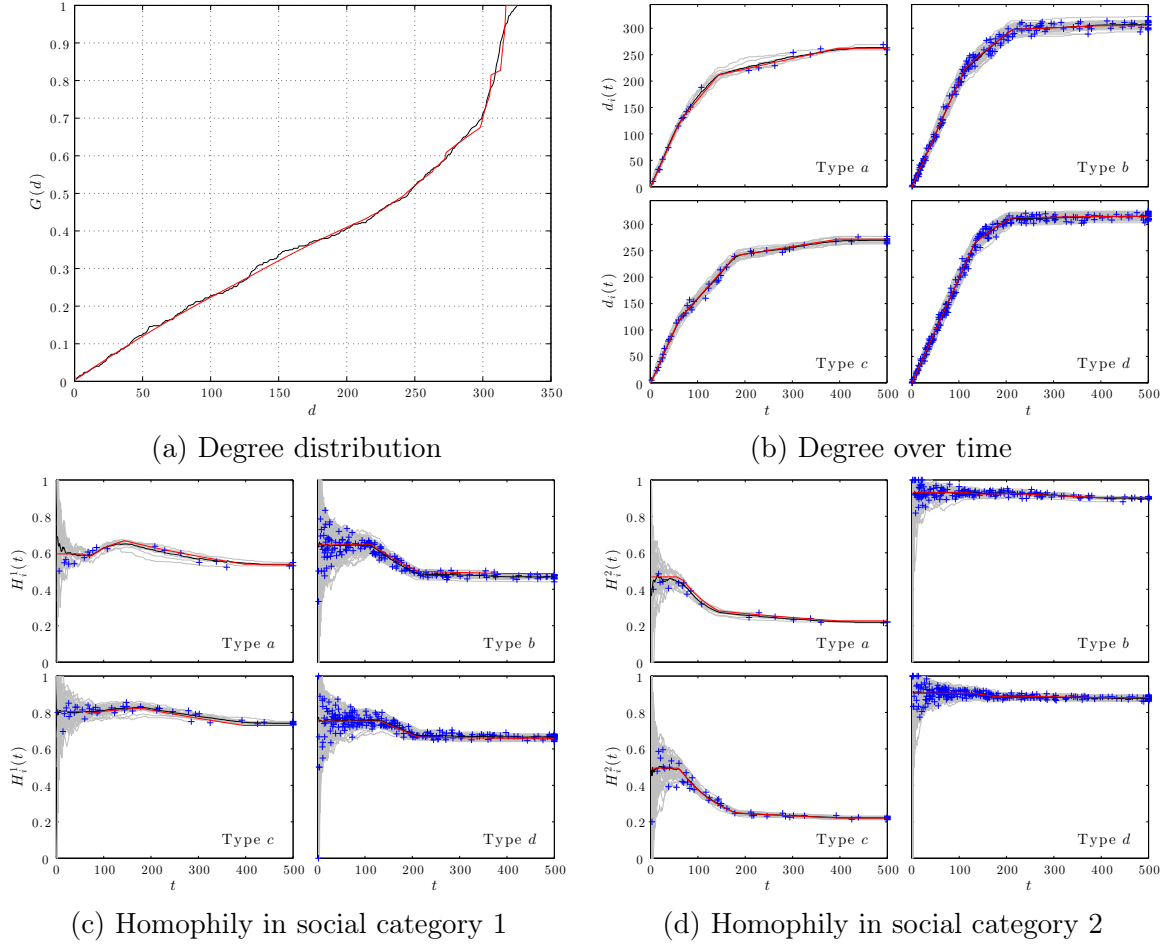 1
0.9
0.8
0.7
0.6
0.5
0.4
0.3
0.2
0.1
0
G(d)
0 50 100 150 200 250 300 350
d
(a) Degree distribution
300
250
200
150
100
50
0
d_i(t)
Type a
Type b
300
250
200
150
100
50
0
d_i(t)
Type c
Type d
0 100 200 300 400 500
t
0 100 200 300 400 500
t
(b) Degree over time
1
0.8
0.6
0.4
0.2
0
H_i^1(t)
Type a
Type b
1
0.8
0.6
0.4
0.2
0
H_i^1(t)
Type c
Type d
0 100 200 300 400 500
t
0 100 200 300 400 500
t
(c) Homophily in social category 1
1
0.8
0.6
0.4
0.2
0
H_i^2(t)
Type a
Type b
1
0.8
0.6
0.4
0.2
0
H_i^2(t)
Type c
Type d
0 100 200 300 400 500
t
0 100 200 300 400 500
t
(d) Homophily in social category 2